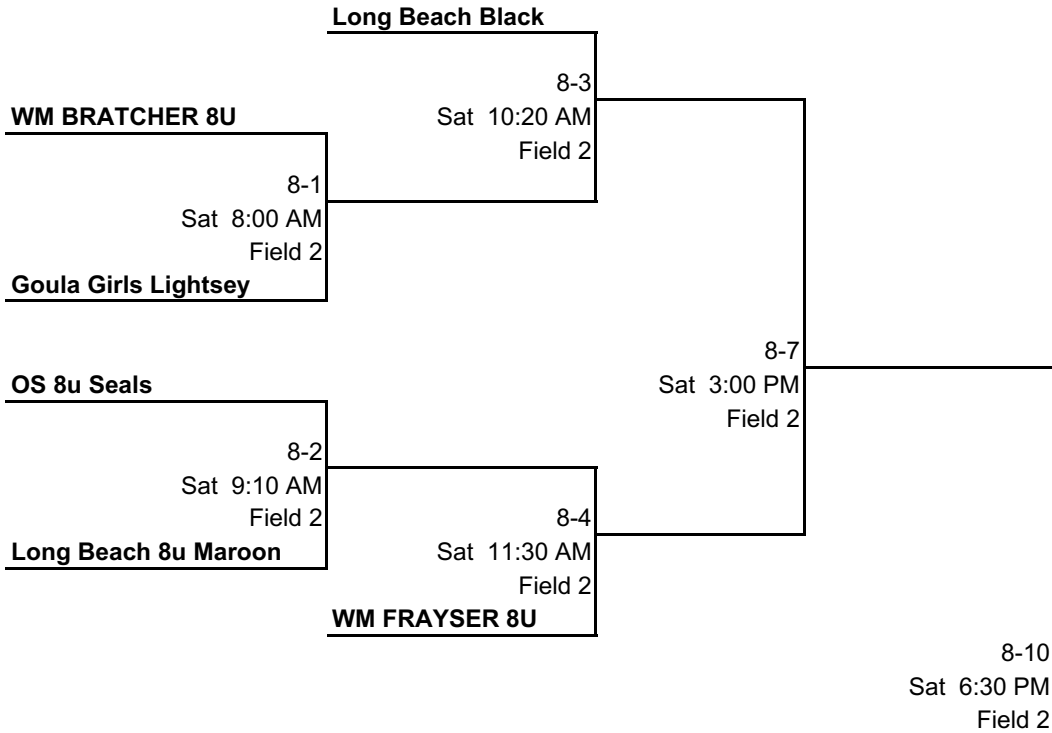 Long Beach Black
8-3
WM BRATCHER 8U
Sat 10:20 AM
Field 2
8-1
Sat 8:00 AM
Field 2
Goula Girls Lightsey
8-7
OS 8u Seals
Sat 3:00 PM
Field 2
8-2
Sat 9:10 AM
Field 2
8-4
Long Beach 8u Maroon
Sat 11:30 AM
Field 2
WM FRAYSER 8U
8-10
Sat 6:30 PM
Field 2